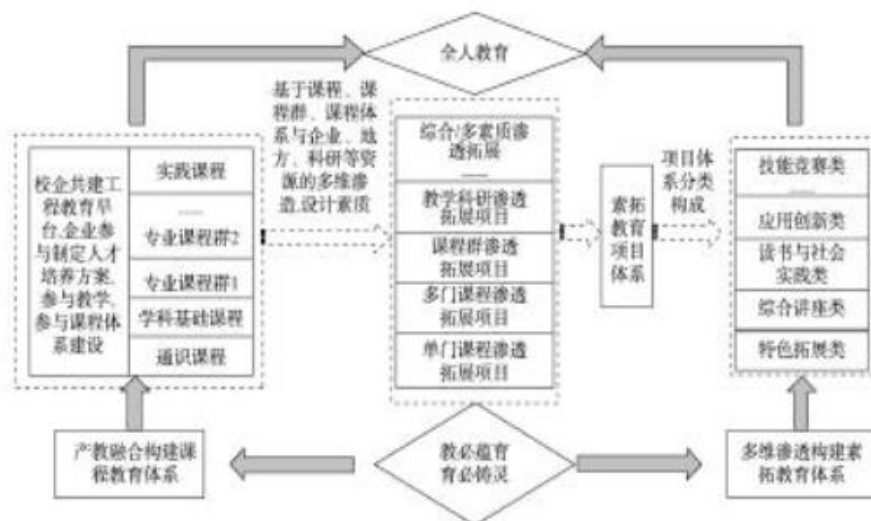 全人教育
基于课程、课
程群、课程体
系与企业、地
方、科研等资
源的多维渗
透,设计素质
校企共建工
程教育早
台,企业参
与制定人才
培养方案,
参与教学、
参与课程体
系建设
实践课程
……
专业课程群2
专业课程群1
学科基础课程
通识课程
综合/多素质渗
透拓展
……
教学科研渗透
拓展项目
课程群渗透
拓展项目
多门课程渗透
拓展项目
单门课程渗透
拓展项目
素拓教育项目体系
项目体
系分类
构成
技能竞赛类
……
应用创新类
读书与社会
实践类
综合讲座类
特色拓展类
产教融合构建课
程教育体系
教必蕴育
育必铸灵
多维渗透构建素
拓教育体系